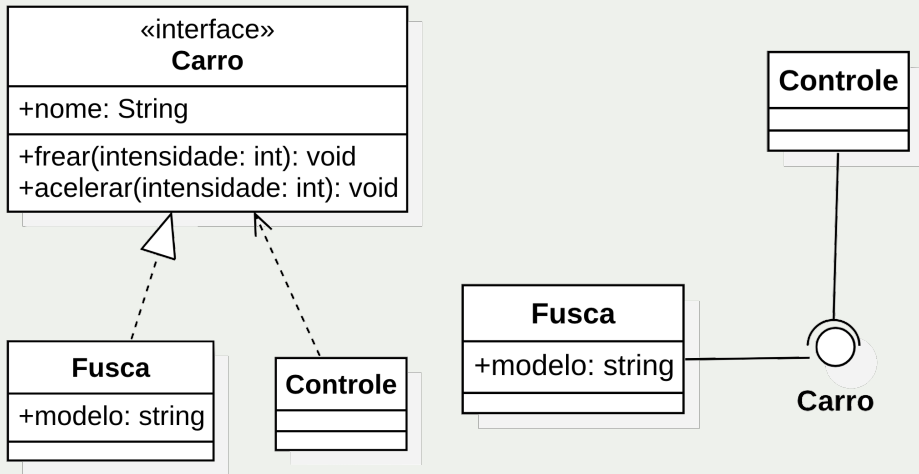 «interface»
Carro
+nome: String
+frear(intensidade: int): void
+acelerar(intensidade: int): void
Fusca
+modelo: string
Controle
Controle
Fusca
+modelo: string
Carro